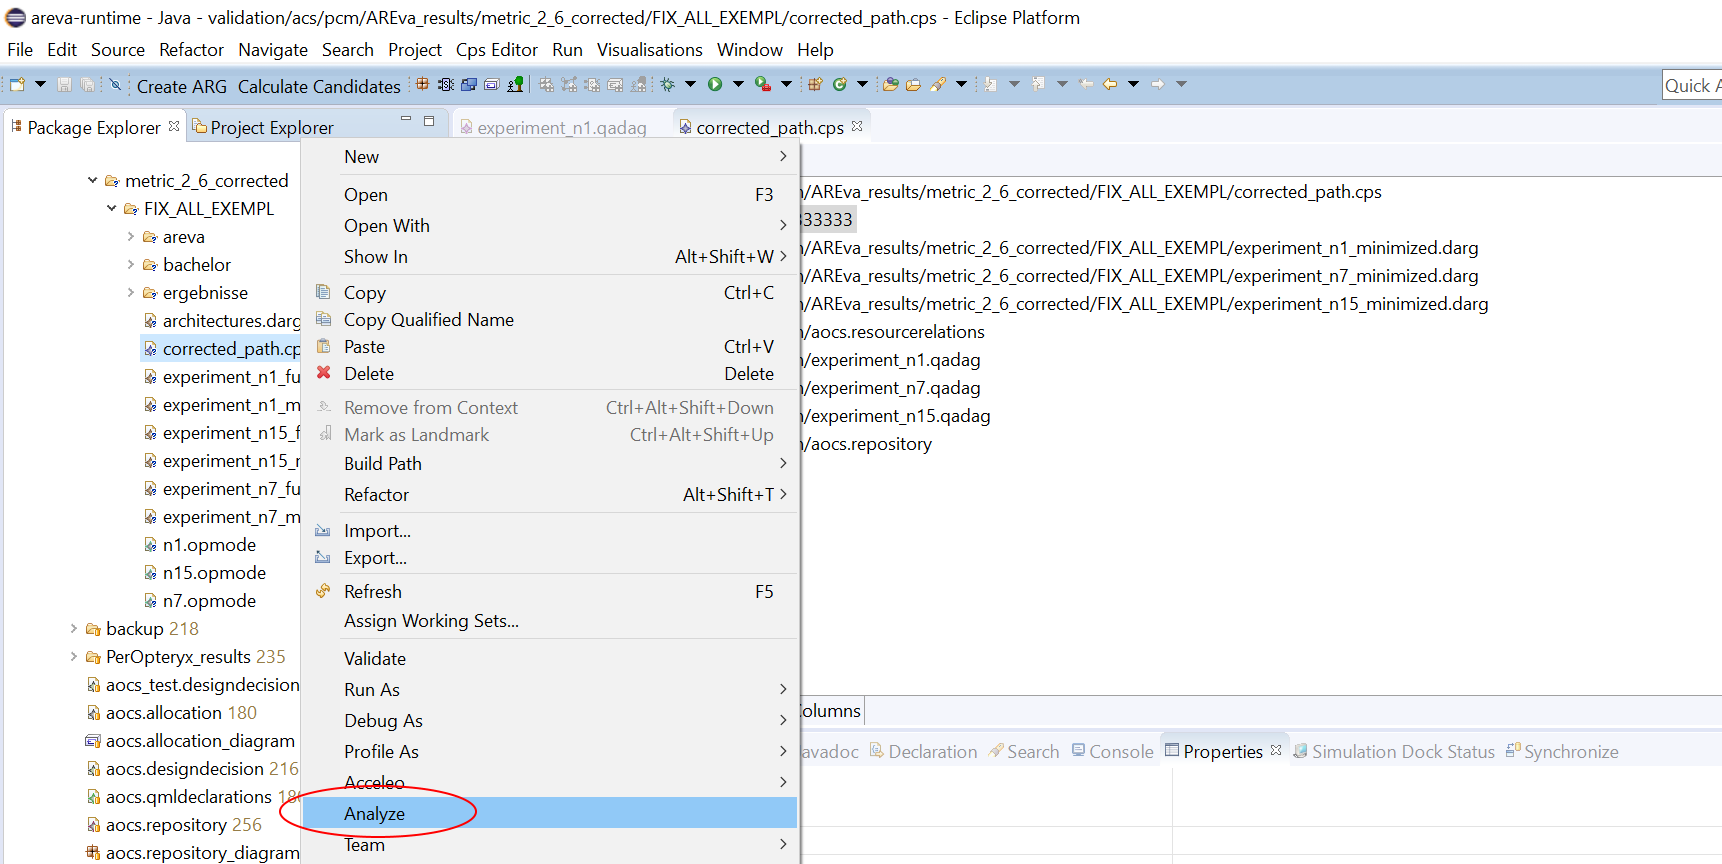 areva-runtime - Java - validation/acs/pcm/AREva_results/metric_2_6_corrected/FIX_ALL_EXEMPL/corrected_path.cps - Eclipse Platform
File Edit Source Refactor Navigate Search Project Cps Editor Run Visualisations Window Help
Create ARG Calculate Candidates
Quick A
Package Explorer
Project Explorer
experiment_n1.qadag
corrected_path.cps
metric_2_6_corrected
FIX_ALL_EXEMPL
areva
bachelor
ergebnisse
architectures.darg
corrected_path.cp
experiment_n1_fu
experiment_n1_m
experiment_n15_f
experiment_n15_r
experiment_n7_fu
experiment_n7_m
n1.opmode
n15.opmode
n7.opmode
backup 218
PerOpteryx_results 235
aocs_test.designdecision
aocs.allocation 180
aocs.allocation_diagram
aocs.designdecision 216
aocs.qmldeclarations 18
aocs.repository 256
aocs.repository_diagram
New
Open F3
Open With
Show In Alt+Shift+W
Copy Ctrl+C
Copy Qualified Name
Paste Ctrl+V
Delete Delete
Remove from Context Ctrl+Alt+Shift+Down
Mark as Landmark Ctrl+Alt+Shift+Up
Build Path
Refactor Alt+Shift+T
Import...
Export...
Refresh F5
Assign Working Sets...
Validate
Run As
Debug As
Profile As
Acceleo
Analyze
Team
/AREva_results/metric_2_6_corrected/FIX_ALL_EXEMPL/corrected_path.cps
333333
/AREva_results/metric_2_6_corrected/FIX_ALL_EXEMPL/experiment_n1_minimized.darg
/AREva_results/metric_2_6_corrected/FIX_ALL_EXEMPL/experiment_n7_minimized.darg
/AREva_results/metric_2_6_corrected/FIX_ALL_EXEMPL/experiment_n15_minimized.darg
/aocs.resourcerelations
/experiment_n1.qadag
/experiment_n7.qadag
/experiment_n15.qadag
/aocs.repository
Columns
avadoc Declaration Search Console Properties Simulation Dock Status Synchronize